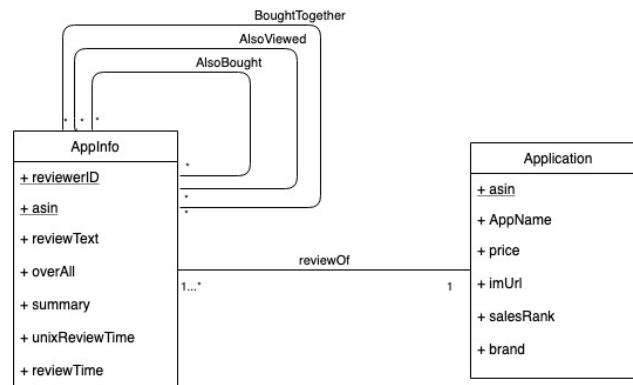 BoughtTogether
AlsoViewed
AlsoBought
* * *
*
*
*
AppInfo
+ reviewerID
+ asin
+ reviewText
+ overAll
+ summary
+ unixReviewTime
+ reviewTime
reviewOf
1...*
1
Application
+ asin
+ AppName
+ price
+ imUrl
+ salesRank
+ brand